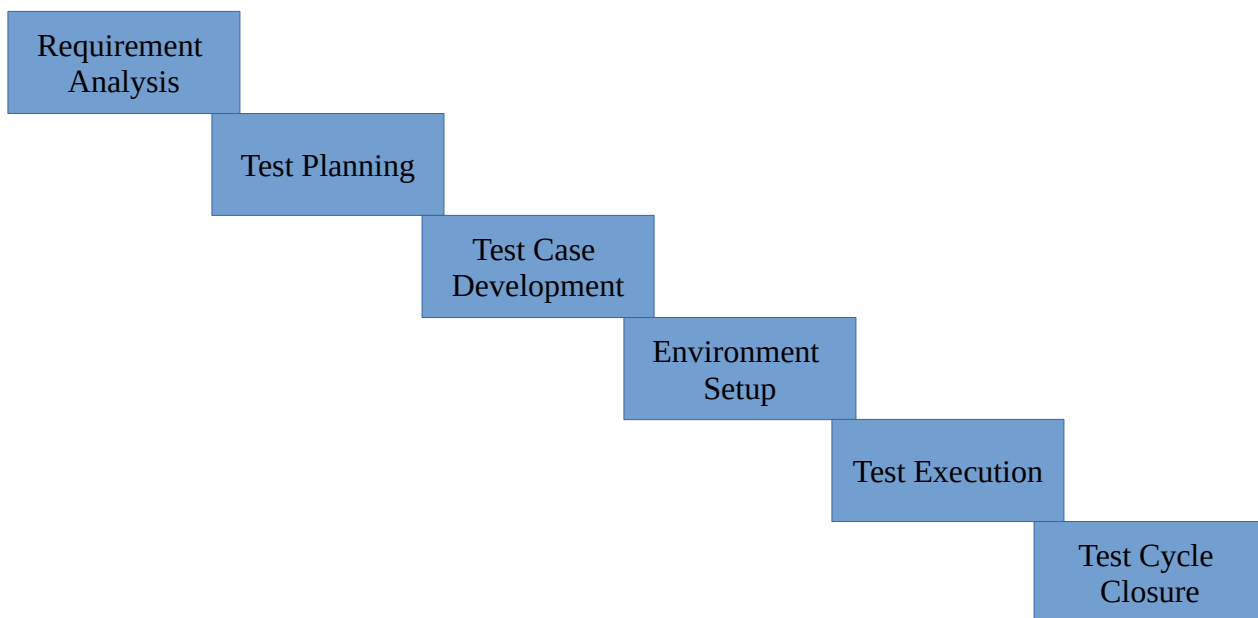 Requirement
Analysis
Test Planning
Test Case
Development
Environment
Setup
Test Execution
Test Cycle
Closure